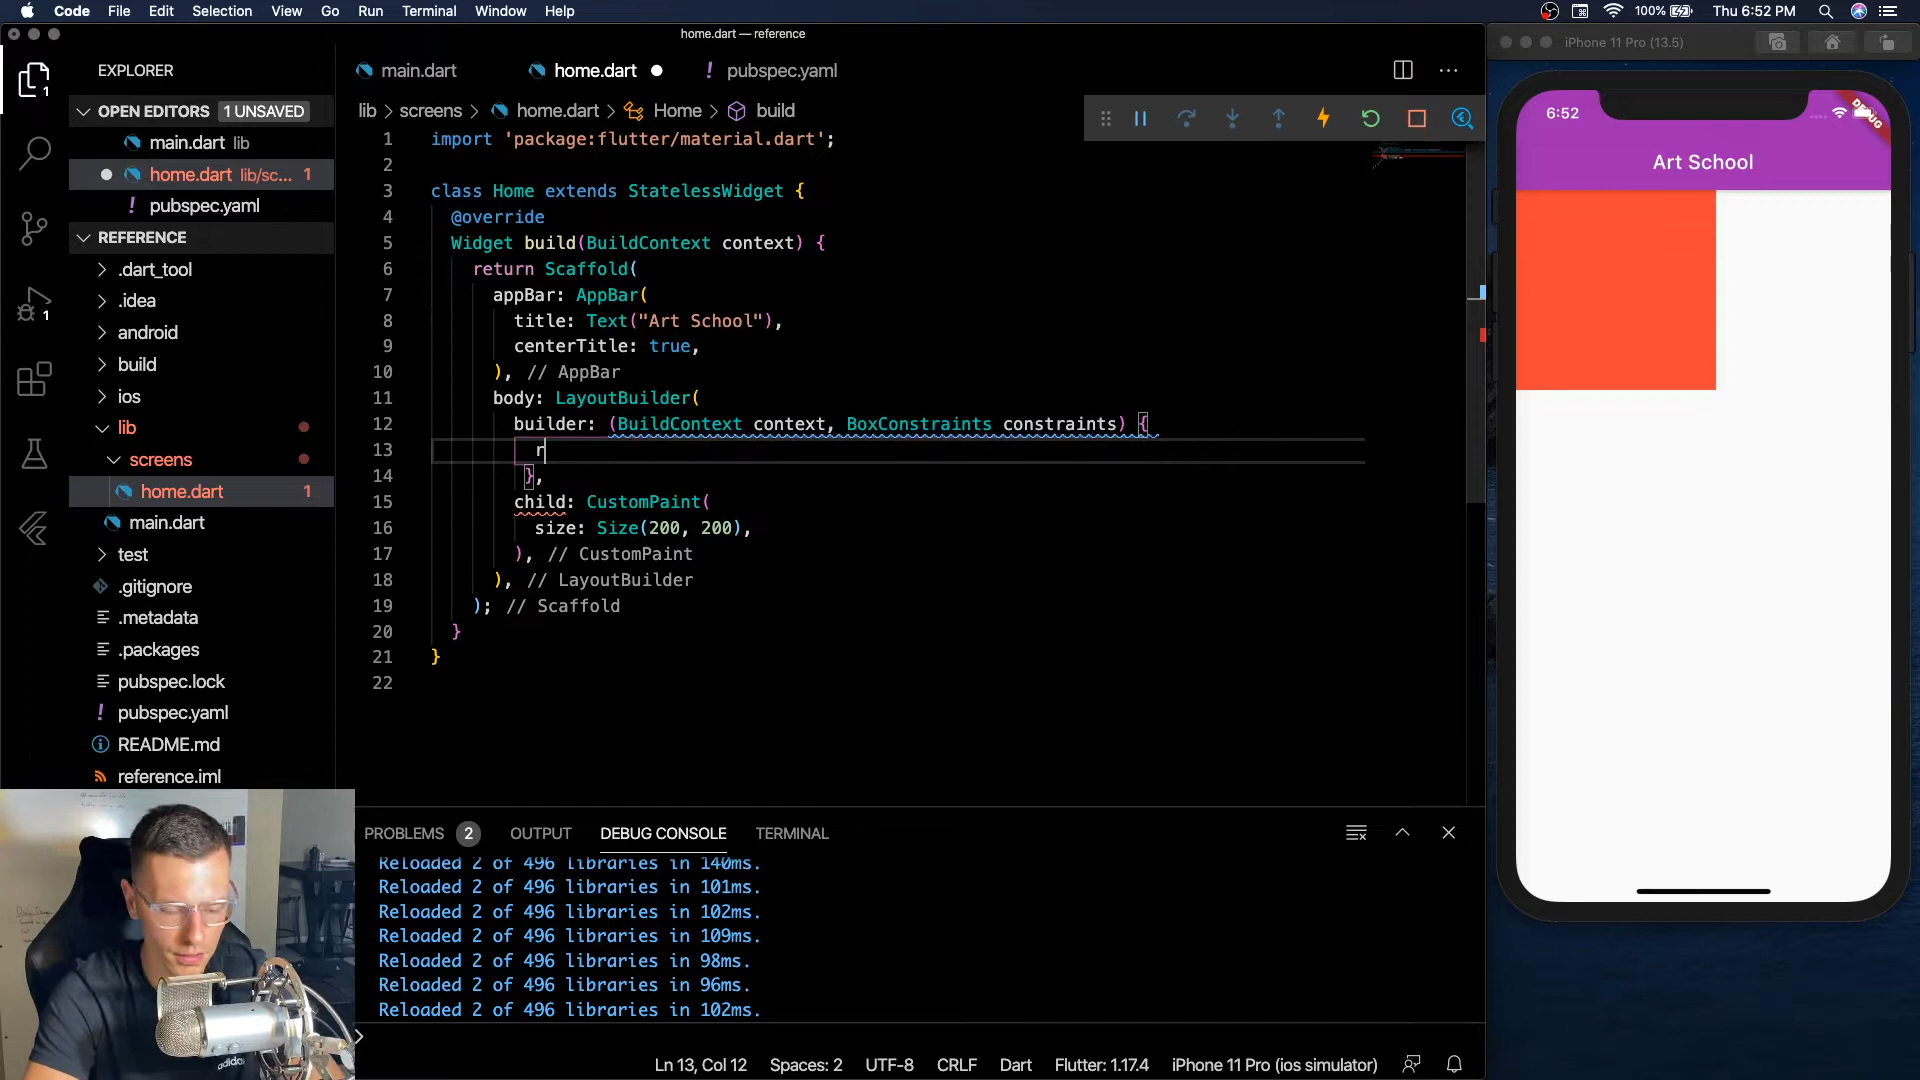 Code File Edit Selection View Go Run Terminal Window Help
100% Thu 6:52 PM
home.dart — reference
iPhone 11 Pro (13.5)
EXPLORER
main.dart home.dart ! pubspec.yaml
OPEN EDITORS 1 UNSAVED
lib > screens > home.dart > Home > build
main.dart lib
home.dart lib/sc... 1
! pubspec.yaml
REFERENCE
.dart_tool
.idea
android
build
ios
lib
screens
home.dart 1
main.dart
test
.gitignore
.metadata
.packages
pubspec.lock
! pubspec.yaml
README.md
reference.iml
1
1
1 import 'package:flutter/material.dart';
2
3 class Home extends StatelessWidget {
4 @override
5 Widget build(BuildContext context) {
6 return Scaffold(
7 appBar: AppBar(
8 title: Text("Art School"),
9 centerTitle: true,
10 ), // AppBar
11 body: LayoutBuilder(
12 builder: (BuildContext context, BoxConstraints constraints) {
13 r
14 },
15 child: CustomPaint(
16 size: Size(200, 200),
17 ), // CustomPaint
18 ), // LayoutBuilder
19 ); // Scaffold
20 }
21 }
22
PROBLEMS 2 OUTPUT DEBUG CONSOLE TERMINAL
Reloaded 2 of 496 libraries in 140ms.
Reloaded 2 of 496 libraries in 101ms.
Reloaded 2 of 496 libraries in 102ms.
Reloaded 2 of 496 libraries in 109ms.
Reloaded 2 of 496 libraries in 98ms.
Reloaded 2 of 496 libraries in 96ms.
Reloaded 2 of 496 libraries in 102ms.
>
Ln 13, Col 12 Spaces: 2 UTF-8 CRLF Dart Flutter: 1.17.4 iPhone 11 Pro (ios simulator)
6:52
DEBUG
Art School
adidas